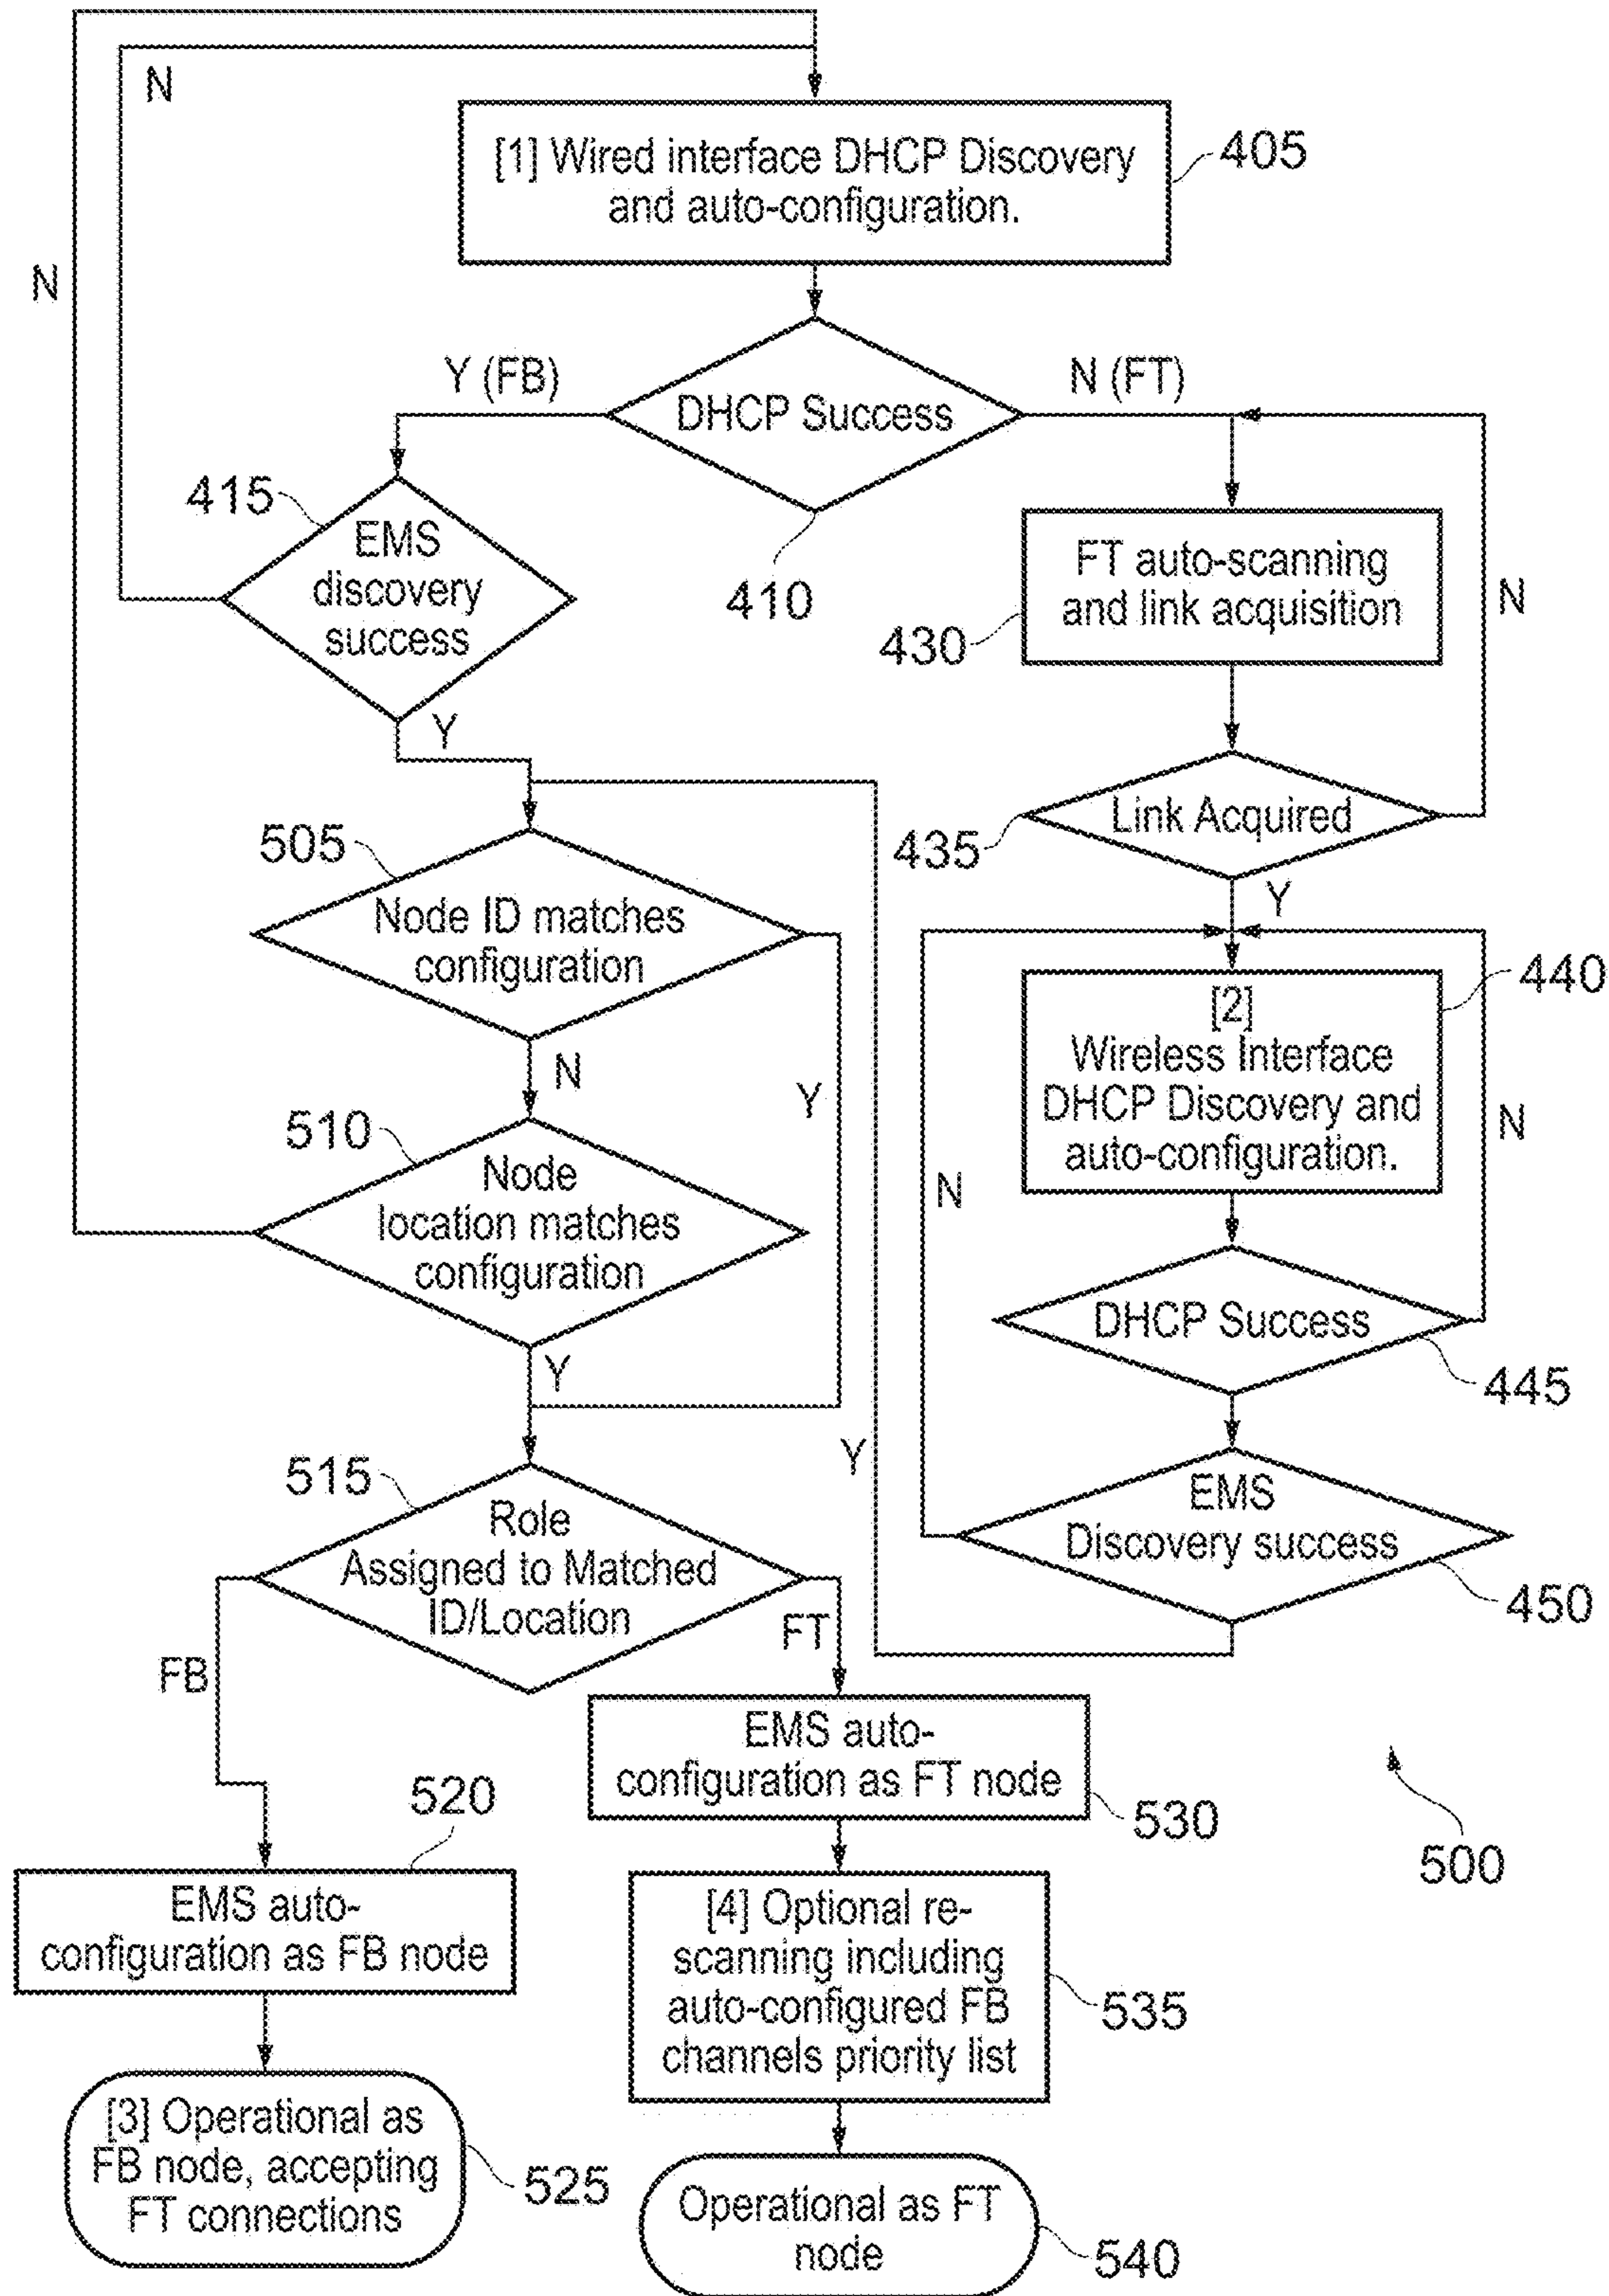 N
[1] Wired interface DHCP Discovery
and auto-configuration.
405
N
Y (FB)
N (FT)
DHCP Success
410
415
EMS
discovery
success
Y
FT auto-scanning
and link acquisition
430
N
Link Acquired
435
Y
505
Node ID matches
configuration
N
Y
510
Node
location matches
configuration
Y
[2]
Wireless Interface
DHCP Discovery and
auto-configuration.
440
N
N
DHCP Success
445
Y
EMS
Discovery success
450
515
Role
Assigned to Matched
ID/Location
FB
FT
EMS auto-
configuration as FT node
530
500
520
EMS auto-
configuration as FB node
[4] Optional re-
scanning including
auto-configured FB
channels priority list
535
[3] Operational as
FB node, accepting
FT connections
525
Operational as FT
node
540